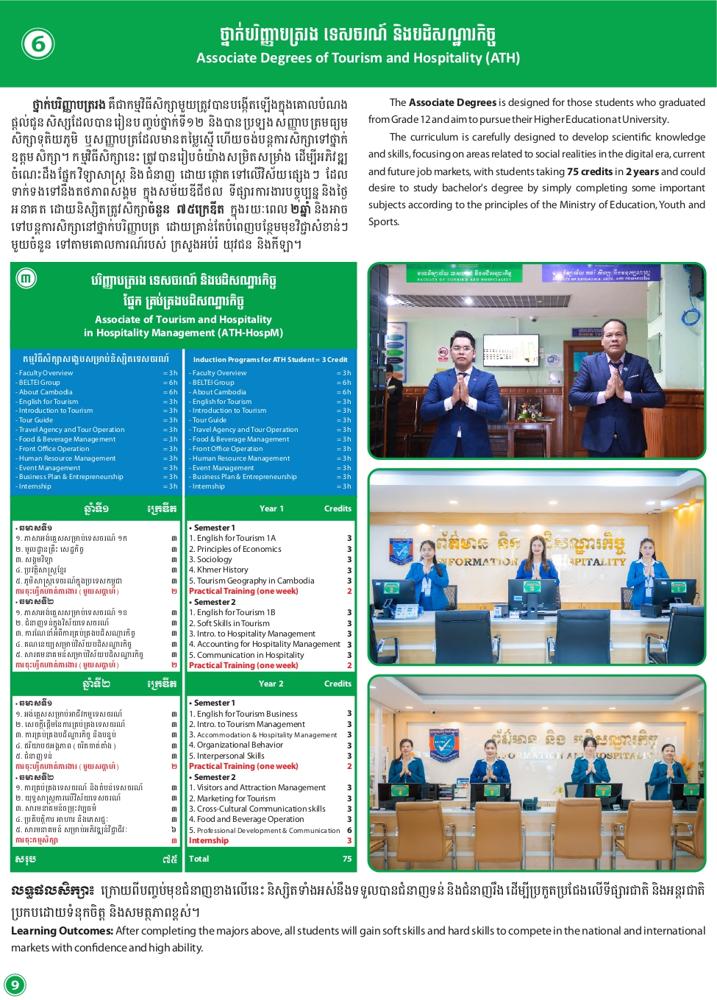 6
ថ្នាក់បរិញ្ញាបត្ររង ទេសចរណ៍ និងបដិសណ្ឋារកិច្ច
Associate Degrees of Tourism and Hospitality (ATH)
ថ្នាក់បរិញ្ញាបត្ររង គឺជាកម្មវិធីសិក្សាមួយត្រូវបានបង្កើតឡើងក្នុងគោលបំណង
ផ្តល់ជូនសិស្សដែលបានរៀនបញ្ចប់ថ្នាក់ទី១២ និងបានប្រឡងសញ្ញាបត្រមធ្យម
សិក្សាទុតិយភូមិ ឬសញ្ញាបត្រដែលមានតម្លៃស្មើ ហើយចង់បន្តការសិក្សាទៅថ្នាក់
ឧត្តមសិក្សា។ កម្មវិធីសិក្សានេះ ត្រូវបានរៀបចំយ៉ាងសម្រិតសម្រាំង ដើម្បីអភិវឌ្ឍ
ចំណេះដឹងផ្នែកវិទ្យាសាស្ត្រ និងជំនាញ ដោយផ្តោតទៅលើវិស័យផ្សេងៗ ដែល
ទាក់ទងទៅនឹងតថភាពសង្គម ក្នុងសម័យឌីជីថល ទីផ្សារការងារបច្ចុប្បន្ន និងថ្ងៃ
អនាគត ដោយនិស្សិតត្រូវសិក្សាចំនួន ៧៥ក្រេឌីត ក្នុងរយៈពេល ២ឆ្នាំ និងអាច
ទៅបន្តការសិក្សានៅថ្នាក់បរិញ្ញាបត្រ ដោយគ្រាន់តែបំពេញបន្ថែមមុខវិជ្ជាសំខាន់ៗ
មួយចំនួន ទៅតាមគោលការណ៍របស់ ក្រសួងអប់រំ យុវជន និងកីឡា។
The Associate Degrees is designed for those students who graduated
from Grade 12 and aim to pursue their Higher Education at University.
The curriculum is carefully designed to develop scientific knowledge
and skills, focusing on areas related to social realities in the digital era, current
and future job markets, with students taking 75 credits in 2 years and could
desire to study bachelor's degree by simply completing some important
subjects according to the principles of the Ministry of Education, Youth and
Sports.
៣
បរិញ្ញាបត្ររង ទេសចរណ៍ និងបដិសណ្ឋារកិច្ច
ផ្នែក គ្រប់គ្រងបដិសណ្ឋារកិច្ច
Associate of Tourism and Hospitality
in Hospitality Management (ATH-HospM)
កម្មវិធីសិក្សាសង្ខេបសម្រាប់និស្សិតទេសចរណ៍
- Faculty Overview = 3h
- BELTEI Group = 6h
- About Cambodia = 6h
- English for Tourism = 3h
- Introduction to Tourism = 3h
- Tour Guide = 3h
- Travel Agency and Tour Operation = 3h
- Food & Beverage Management = 3h
- Front Office Operation = 3h
- Human Resource Management = 3h
- Event Management = 3h
- Business Plan & Entrepreneurship = 3h
- Internship = 3h
Induction Programs for ATH Student = 3 Credit
- Faculty Overview = 3h
- BELTEI Group = 6h
- About Cambodia = 6h
- English for Tourism = 3h
- Introduction to Tourism = 3h
- Tour Guide = 3h
- Travel Agency and Tour Operation = 3h
- Food & Beverage Management = 3h
- Front Office Operation = 3h
- Human Resource Management = 3h
- Event Management = 3h
- Business Plan & Entrepreneurship = 3h
- Internship = 3h
ឆ្នាំទី១ ក្រេឌីត
• ឆមាសទី១
១. ភាសាអង់គ្លេសសម្រាប់ទេសចរណ៍ ១ក ៣
២. មូលដ្ឋានគ្រឹះ សេដ្ឋកិច្ច ៣
៣. សង្គមវិទ្យា ៣
៤. ប្រវត្តិសាស្ត្រខ្មែរ ៣
៥. ភូមិសាស្ត្រទេសចរណ៍ក្នុងប្រទេសកម្ពុជា ៣
ការចុះហ្វឹកហាត់ការងារ ( មួយសប្តាហ៍ ) ២
• ឆមាសទី២
១. ភាសាអង់គ្លេសសម្រាប់ទេសចរណ៍ ១ខ ៣
២. ជំនាញទន់ក្នុងវិស័យទេសចរណ៍ ៣
៣. ការណែនាំអំពីការគ្រប់គ្រងបដិសណ្ឋារកិច្ច ៣
៤. គណនេយ្យសម្រាប់វិស័យបដិសណ្ឋារកិច្ច ៣
៥. សារគមនាគមន៍សម្រាប់វិស័យបដិសណ្ឋារកិច្ច ៣
ការចុះហ្វឹកហាត់ការងារ ( មួយសប្តាហ៍ ) ២
Year 1 Credits
• Semester 1
1. English for Tourism 1A 3
2. Principles of Economics 3
3. Sociology 3
4. Khmer History 3
5. Tourism Geography in Cambodia 3
Practical Training (one week) 2
• Semester 2
1. English for Tourism 1B 3
2. Soft Skills in Tourism 3
3. Intro. to Hospitality Management 3
4. Accounting for Hospitality Management 3
5. Communication in Hospitality 3
Practical Training (one week) 2
ឆ្នាំទី២ ក្រេឌីត
• ឆមាសទី១
១. អង់គ្លេសសម្រាប់អាជីវកម្មទេសចរណ៍ ៣
២. សេចក្តីផ្តើមនៃការគ្រប់គ្រងទេសចរណ៍ ៣
៣. ការគ្រប់គ្រងបដិណ្ណកិច្ច និងបន្ទប់ ៣
៤. ឥរិយាបថអង្គភាព ( ចរិតចាត់តាំង ) ៣
៥. ជំនាញទន់ ៣
ការចុះហ្វឹកហាត់ការងារ ( មួយសប្តាហ៍ ) ២
• ឆមាសទី២
១. ការគ្រប់គ្រងទេសចរណ៍ និងតំបន់ទេសចរណ៍ ៣
២. យុទ្ធសាស្ត្រការលើវិស័យទេសចរណ៍ ៣
៣. សារមនាគមន៍ចម្រុះវប្បធម៌ ៣
៤. ប្រតិបត្តិការ អាហារ និងភេសជ្ជៈ ៣
៥. សារមនាគមន៍ សម្រាប់អភិវឌ្ឍន៍វិជ្ជាជីវៈ ៦
ការចុះកម្មសិក្សា ៣
សរុប ៧៥
Year 2 Credits
• Semester 1
1. English for Tourism Business 3
2. Intro. to Tourism Management 3
3. Accommodation & Hospitality Management 3
4. Organizational Behavior 3
5. Interpersonal Skills 3
Practical Training (one week) 2
• Semester 2
1. Visitors and Attraction Management 3
2. Marketing for Tourism 3
3. Cross-Cultural Communication skills 3
4. Food and Beverage Operation 3
5. Professional Development & Communication 6
Internship 3
Total 75
លទ្ធផលសិក្សា៖ ក្រោយពីបញ្ចប់មុខជំនាញខាងលើនេះ និស្សិតទាំងអស់នឹងទទួលបានជំនាញទន់ និងជំនាញរឹង ដើម្បីប្រកួតប្រជែងលើទីផ្សារជាតិ និងអន្តរជាតិ
ប្រកបដោយទំនុកចិត្ត និងសមត្ថភាពខ្ពស់។
Learning Outcomes: After completing the majors above, all students will gain soft skills and hard skills to compete in the national and international
markets with confidence and high ability.
9